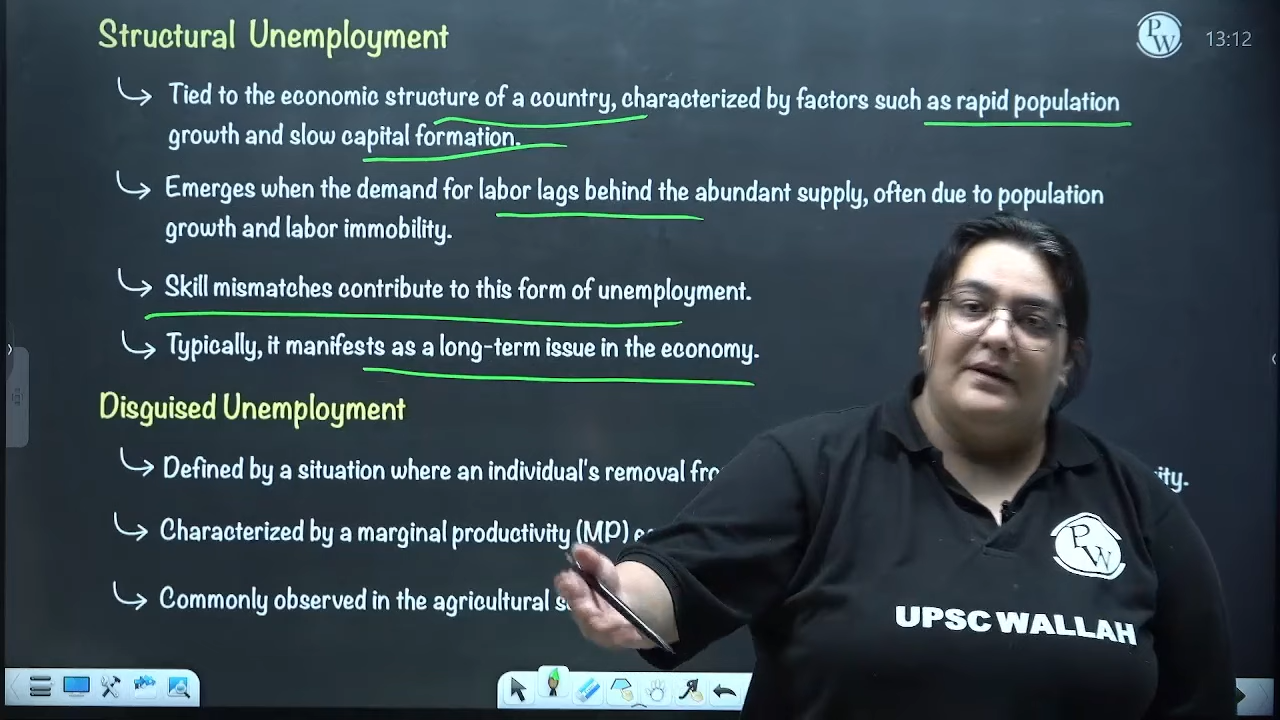 Structural Unemployment
PW 13:12
Tied to the economic structure of a country, characterized by factors such as rapid population
growth and slow capital formation.
Emerges when the demand for labor lags behind the abundant supply, often due to population
growth and labor immobility.
Skill mismatches contribute to this form of unemployment.
Typically, it manifests as a long-term issue in the economy.
Disguised Unemployment
Defined by a situation where an individual's removal
Characterized by a marginal productivity (MP)
Commonly observed in the agricultural
PW
UPSC WALLAH